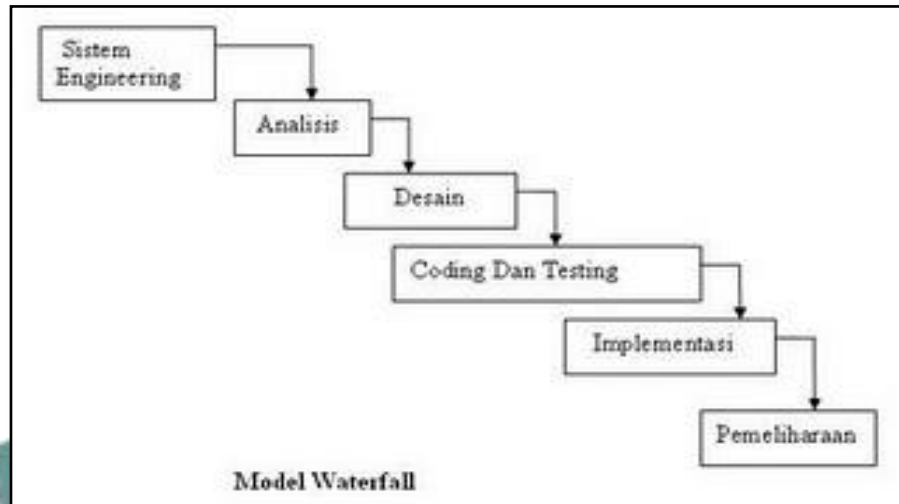 Sistem
Engineering
Analisis
Desain
Coding Dan Testing
Implementasi
Pemeliharaan
Model Waterfall